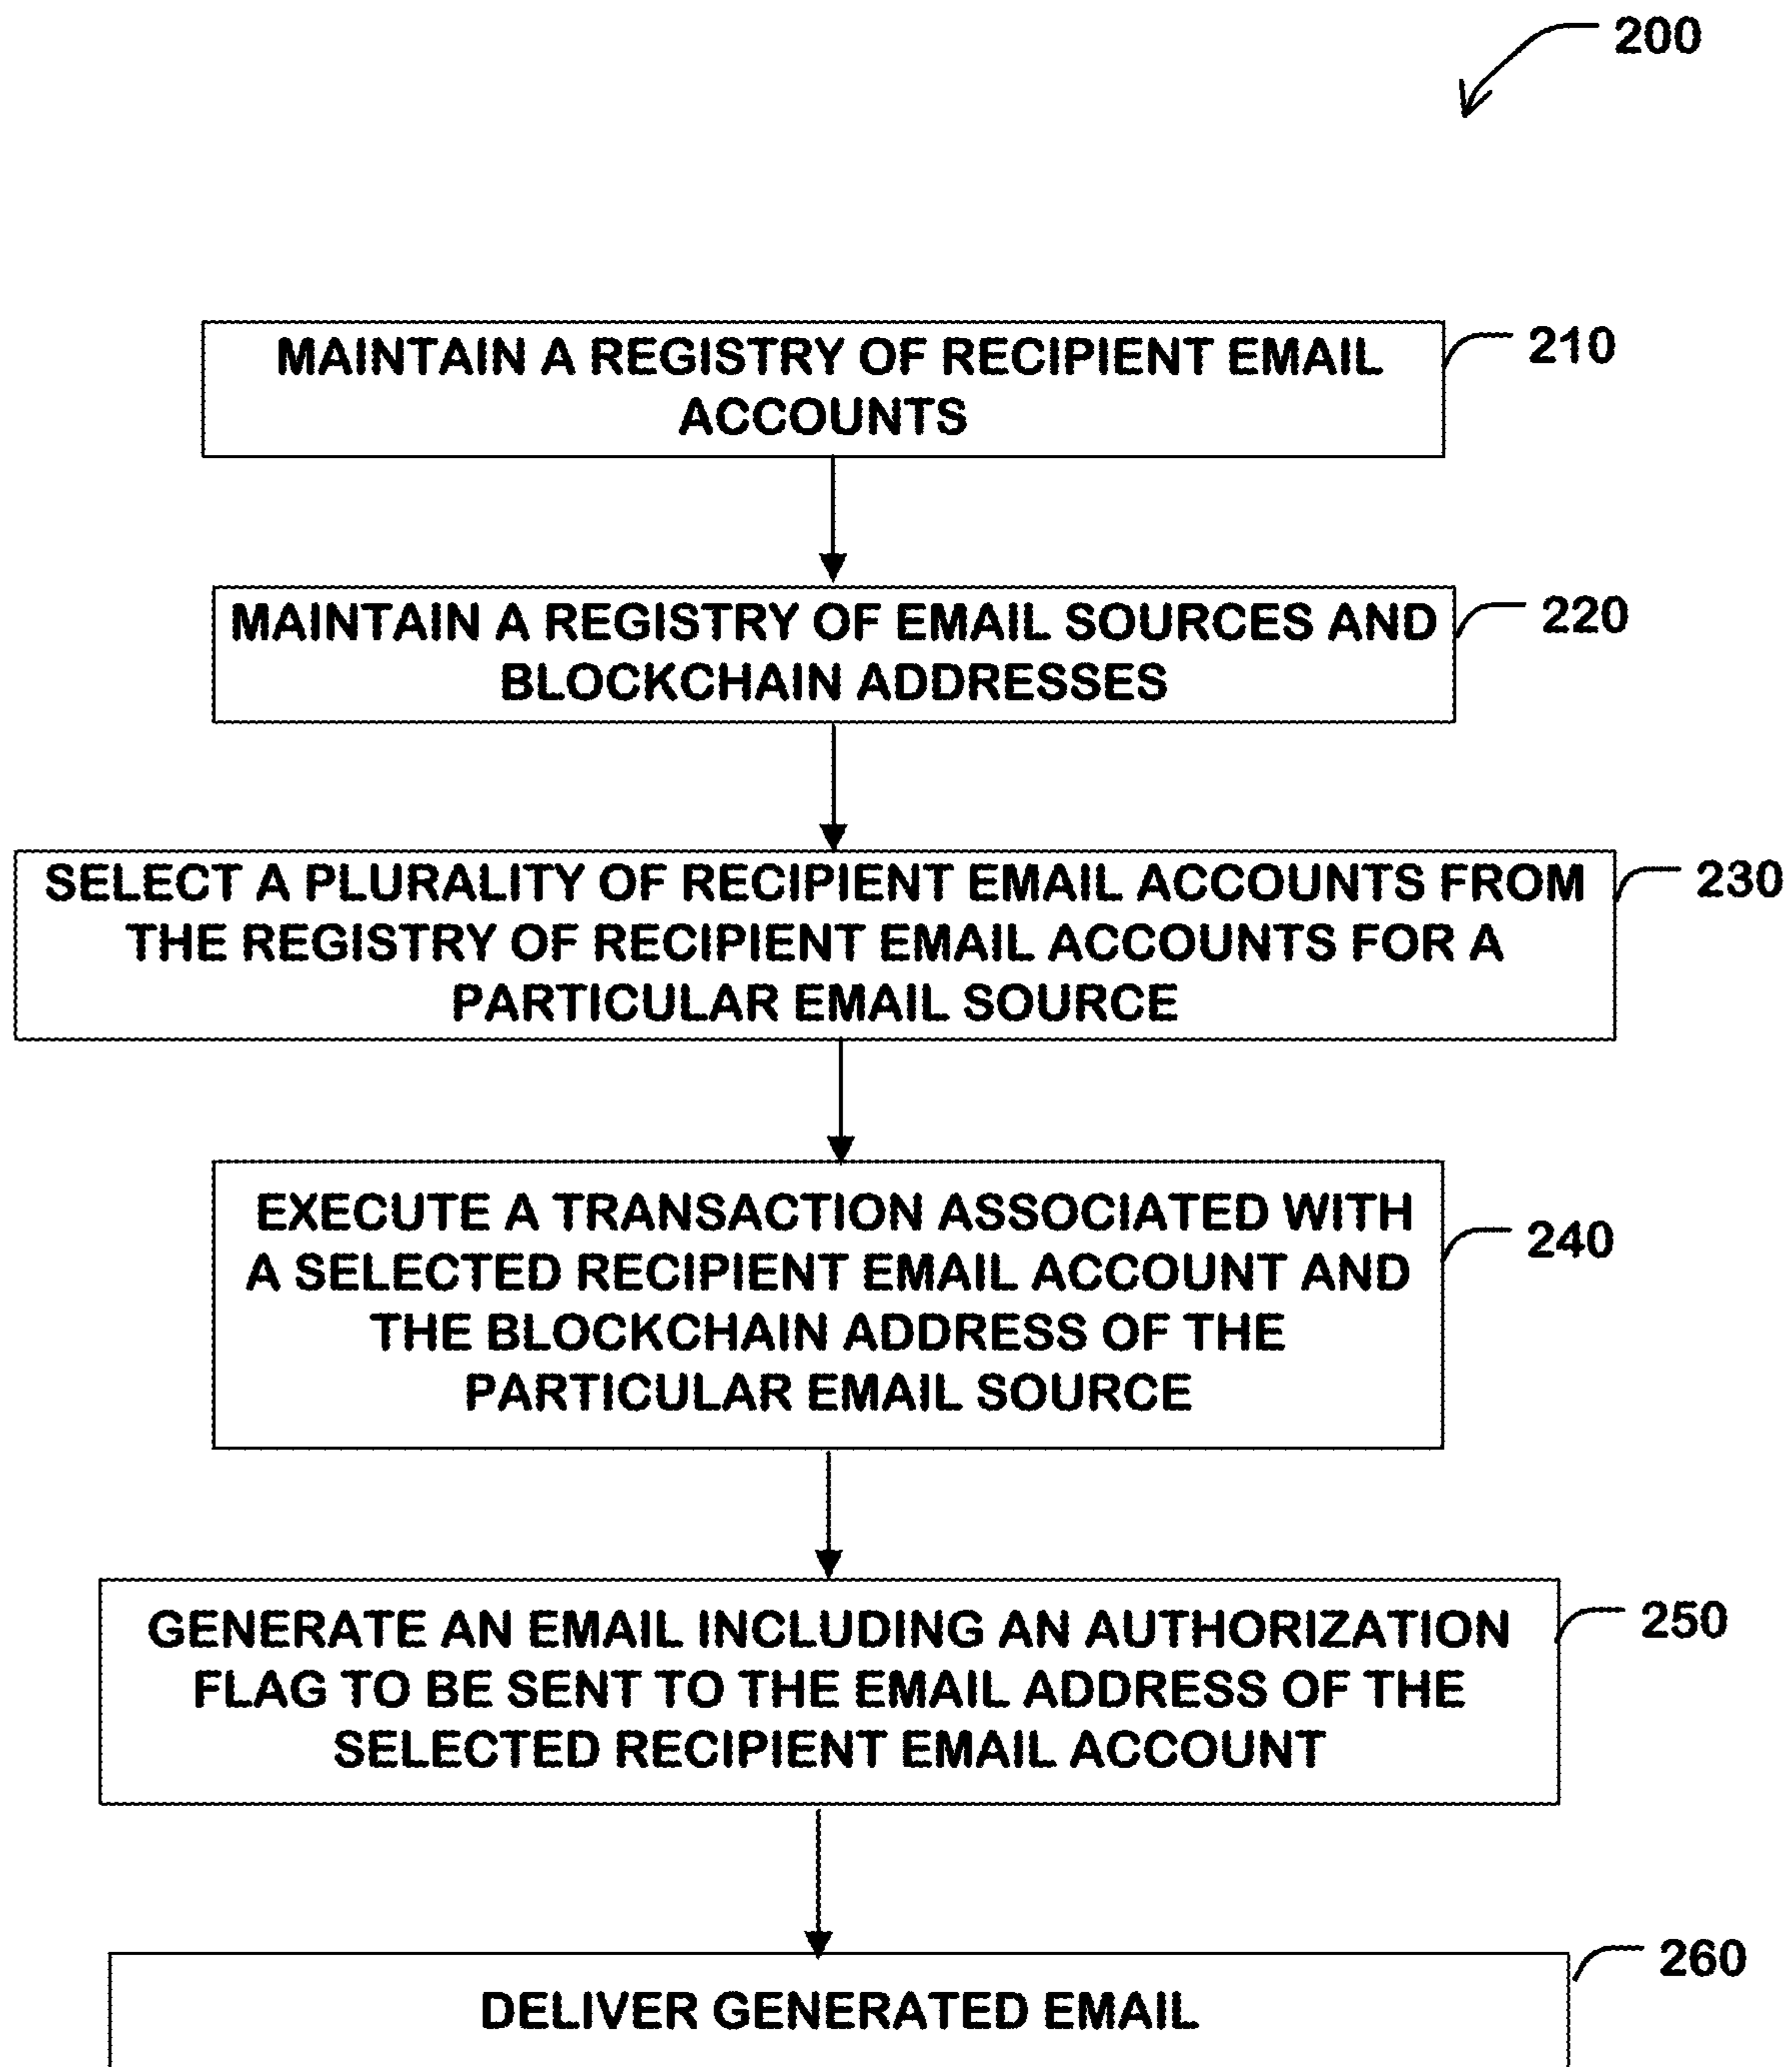 200
MAINTAIN A REGISTRY OF RECIPIENT EMAIL
ACCOUNTS
210
MAINTAIN A REGISTRY OF EMAIL SOURCES AND
BLOCKCHAIN ADDRESSES
220
SELECT A PLURALITY OF RECIPIENT EMAIL ACCOUNTS FROM
THE REGISTRY OF RECIPIENT EMAIL ACCOUNTS FOR A
PARTICULAR EMAIL SOURCE
230
EXECUTE A TRANSACTION ASSOCIATED WITH
A SELECTED RECIPIENT EMAIL ACCOUNT AND
THE BLOCKCHAIN ADDRESS OF THE
PARTICULAR EMAIL SOURCE
240
GENERATE AN EMAIL INCLUDING AN AUTHORIZATION
FLAG TO BE SENT TO THE EMAIL ADDRESS OF THE
SELECTED RECIPIENT EMAIL ACCOUNT
250
DELIVER GENERATED EMAIL
260